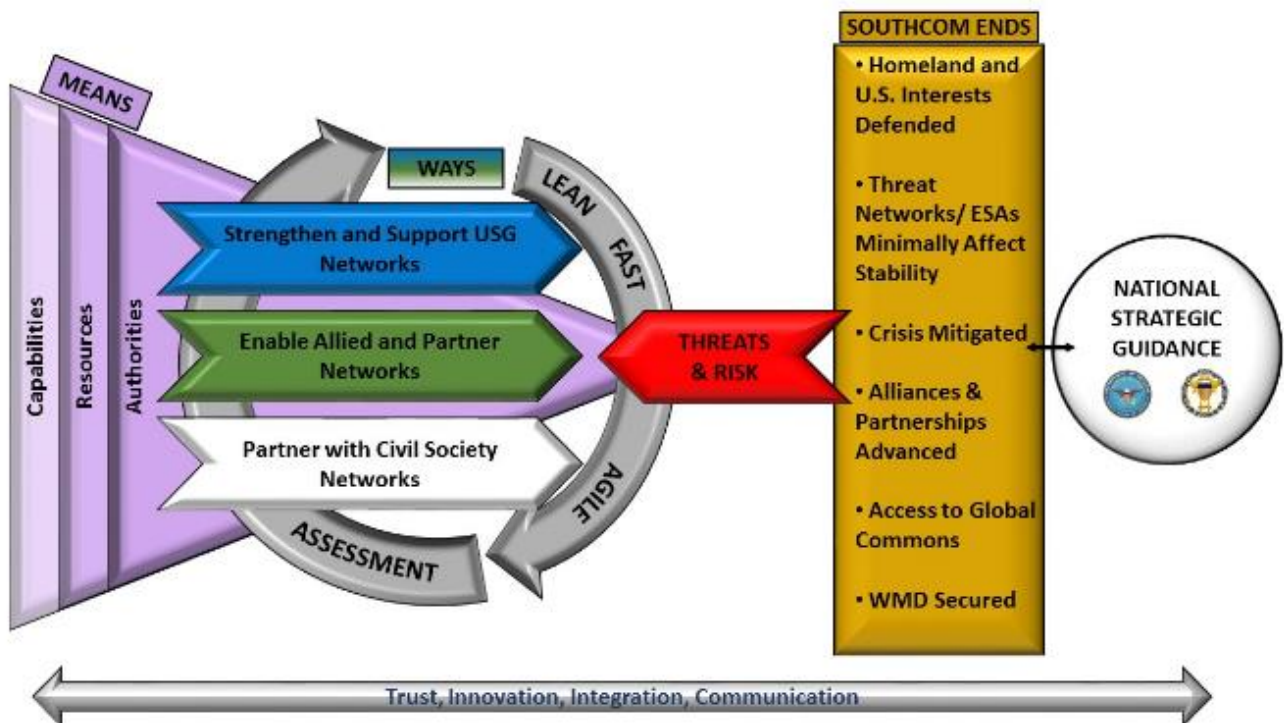 MEANS
Capabilities
Resources
Authorities
WAYS
Strengthen and Support USG
Networks
Enable Allied and Partner
Networks
Partner with Civil Society
Networks
LEAN
FAST
AGILE
ASSESSMENT
THREATS
& RISK
SOUTHCOM ENDS
• Homeland and
U.S. Interests
Defended
• Threat
Networks/ ESAs
Minimally Affect
Stability
• Crisis Mitigated
• Alliances &
Partnerships
Advanced
• Access to Global
Commons
• WMD Secured
NATIONAL
STRATEGIC
GUIDANCE
Trust, Innovation, Integration, Communication